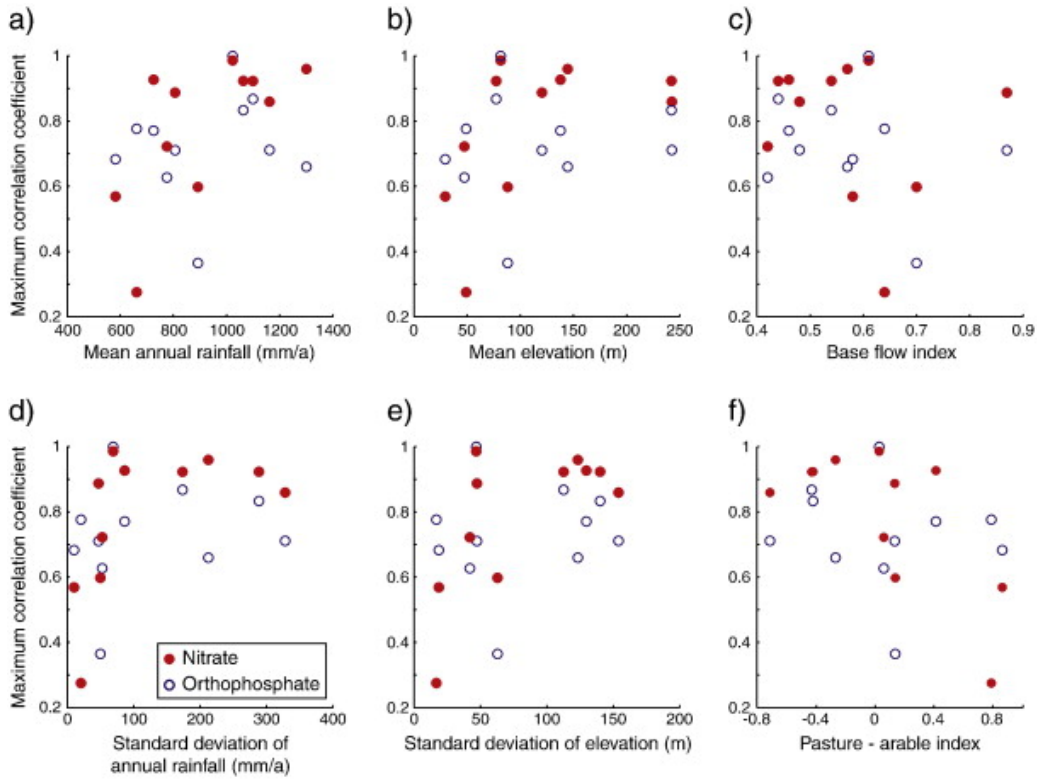 a)
b)
c)
Maximum correlation coefficient
1
0.8
0.6
0.4
0.2
400 600 800 1000 1200 1400
Mean annual rainfall (mm/a)
1
0.8
0.6
0.4
0.2
0 50 100 150 200 250
Mean elevation (m)
1
0.8
0.6
0.4
0.2
0.4 0.5 0.6 0.7 0.8 0.9
Base flow index
d)
e)
f)
Maximum correlation coefficient
1
0.8
0.6
0.4
0.2
Nitrate
Orthophosphate
0 100 200 300 400
Standard deviation of
annual rainfall (mm/a)
1
0.8
0.6
0.4
0.2
0 50 100 150 200
Standard deviation of elevation (m)
1
0.8
0.6
0.4
0.2
-0.8 -0.4 0 0.4 0.8
Pasture - arable index